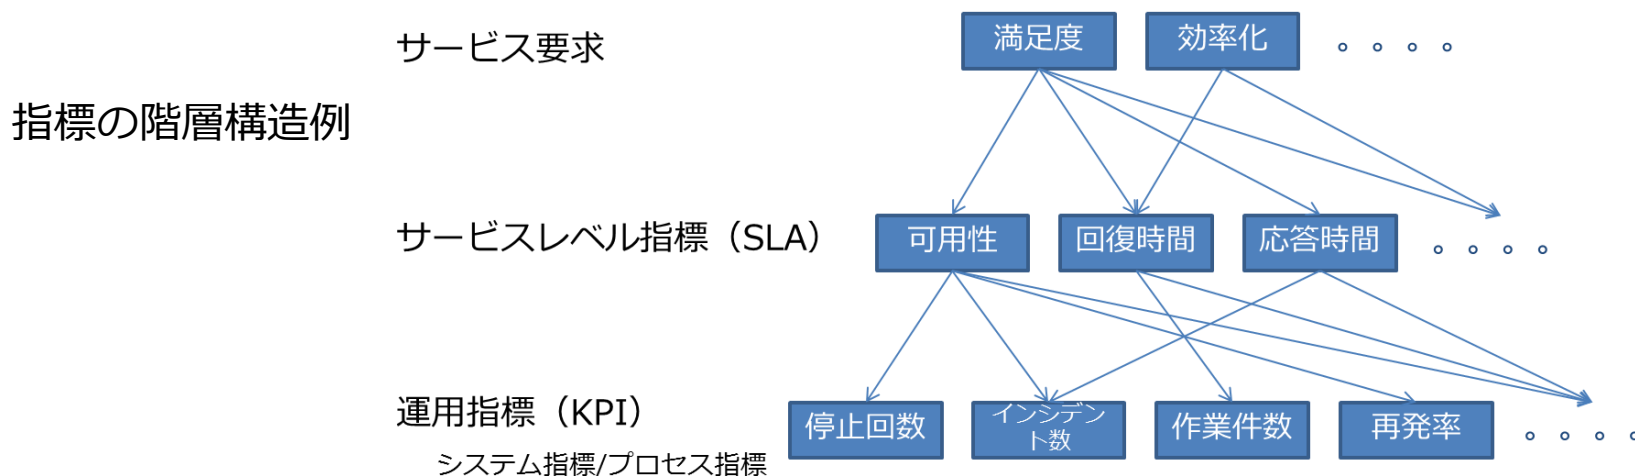 サービス要求
満足度
効率化
。。。。
指標の階層構造例
サービスレベル指標（SLA）
可用性
回復時間
応答時間
。。。。
運用指標（KPI）
停止回数
インシデン
ト数
作業件数
再発率
。。。。
システム指標/プロセス指標